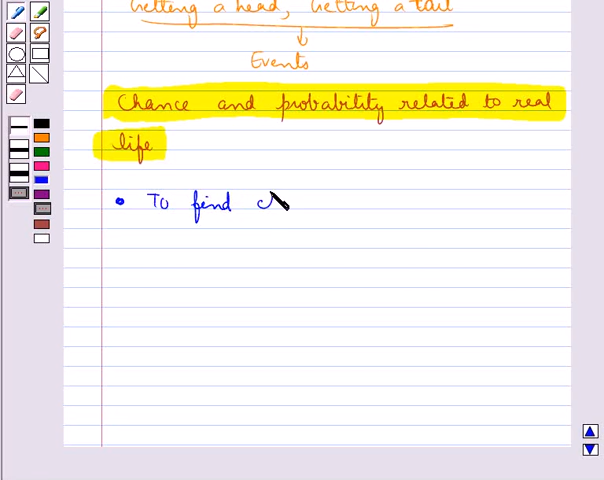 Getting a head, Getting a tail
Events
Chance and probability related to real
life
• To find c